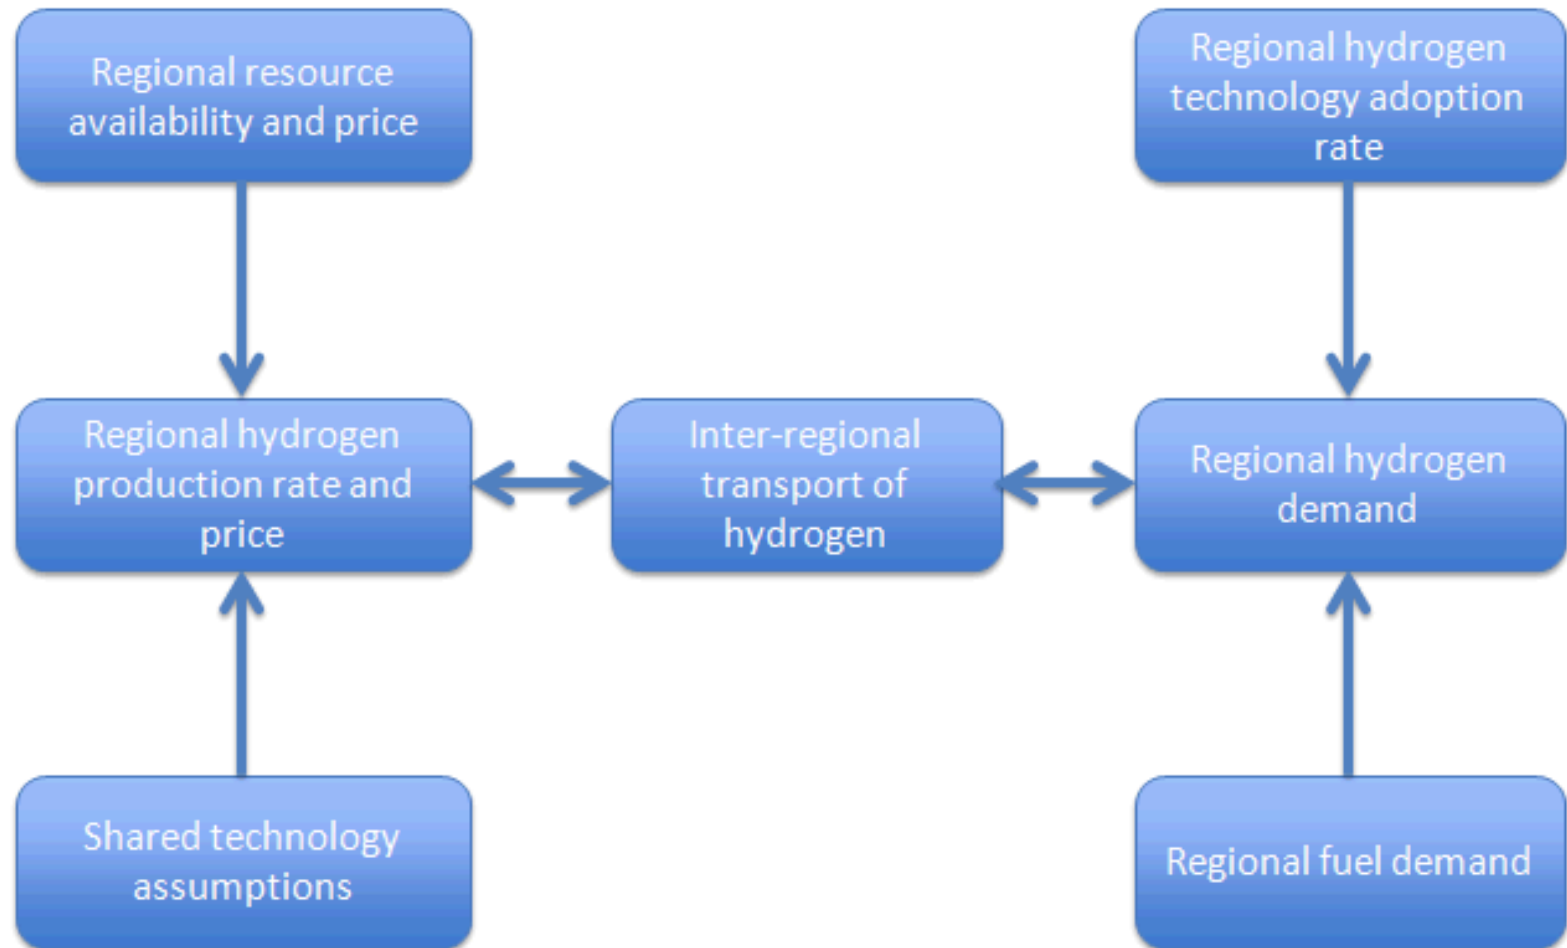 Regional resource
availability and price
Regional hydrogen
technology adoption
rate
Regional hydrogen
production rate and
price
Inter-regional
transport of
hydrogen
Regional hydrogen
demand
Shared technology
assumptions
Regional fuel demand